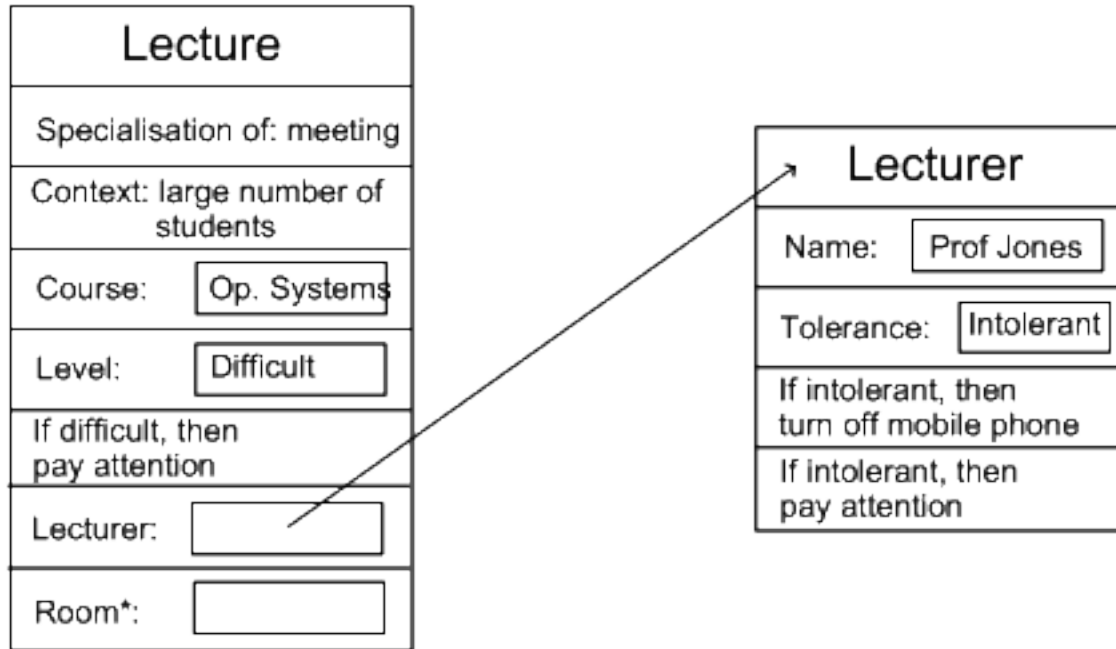 Lecture
Specialisation of: meeting
Context: large number of
students
Course: Op. Systems
Level: Difficult
If difficult, then
pay attention
Lecturer:
Room*:
Lecturer
Name: Prof Jones
Tolerance: Intolerant
If intolerant, then
turn off mobile phone
If intolerant, then
pay attention